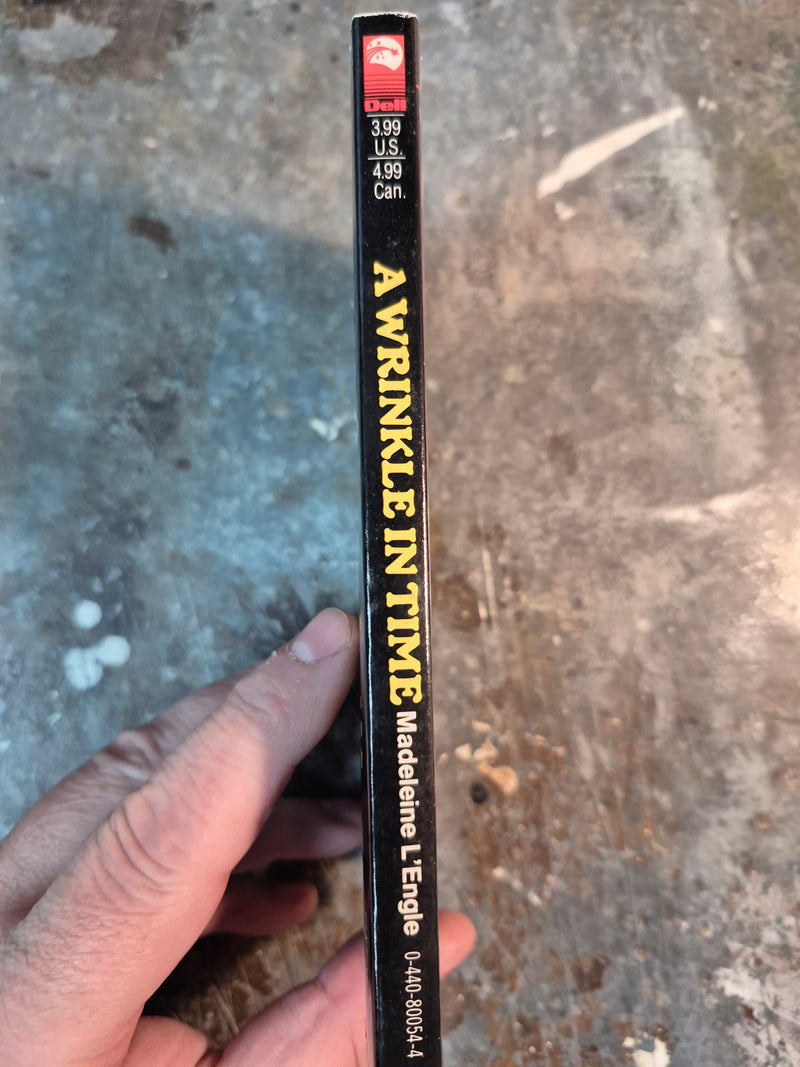 Dell
3.99
U.S.
4.99
Can.
A WRINKLE IN TIME
Madeleine L'Engle
0-440-80054-4